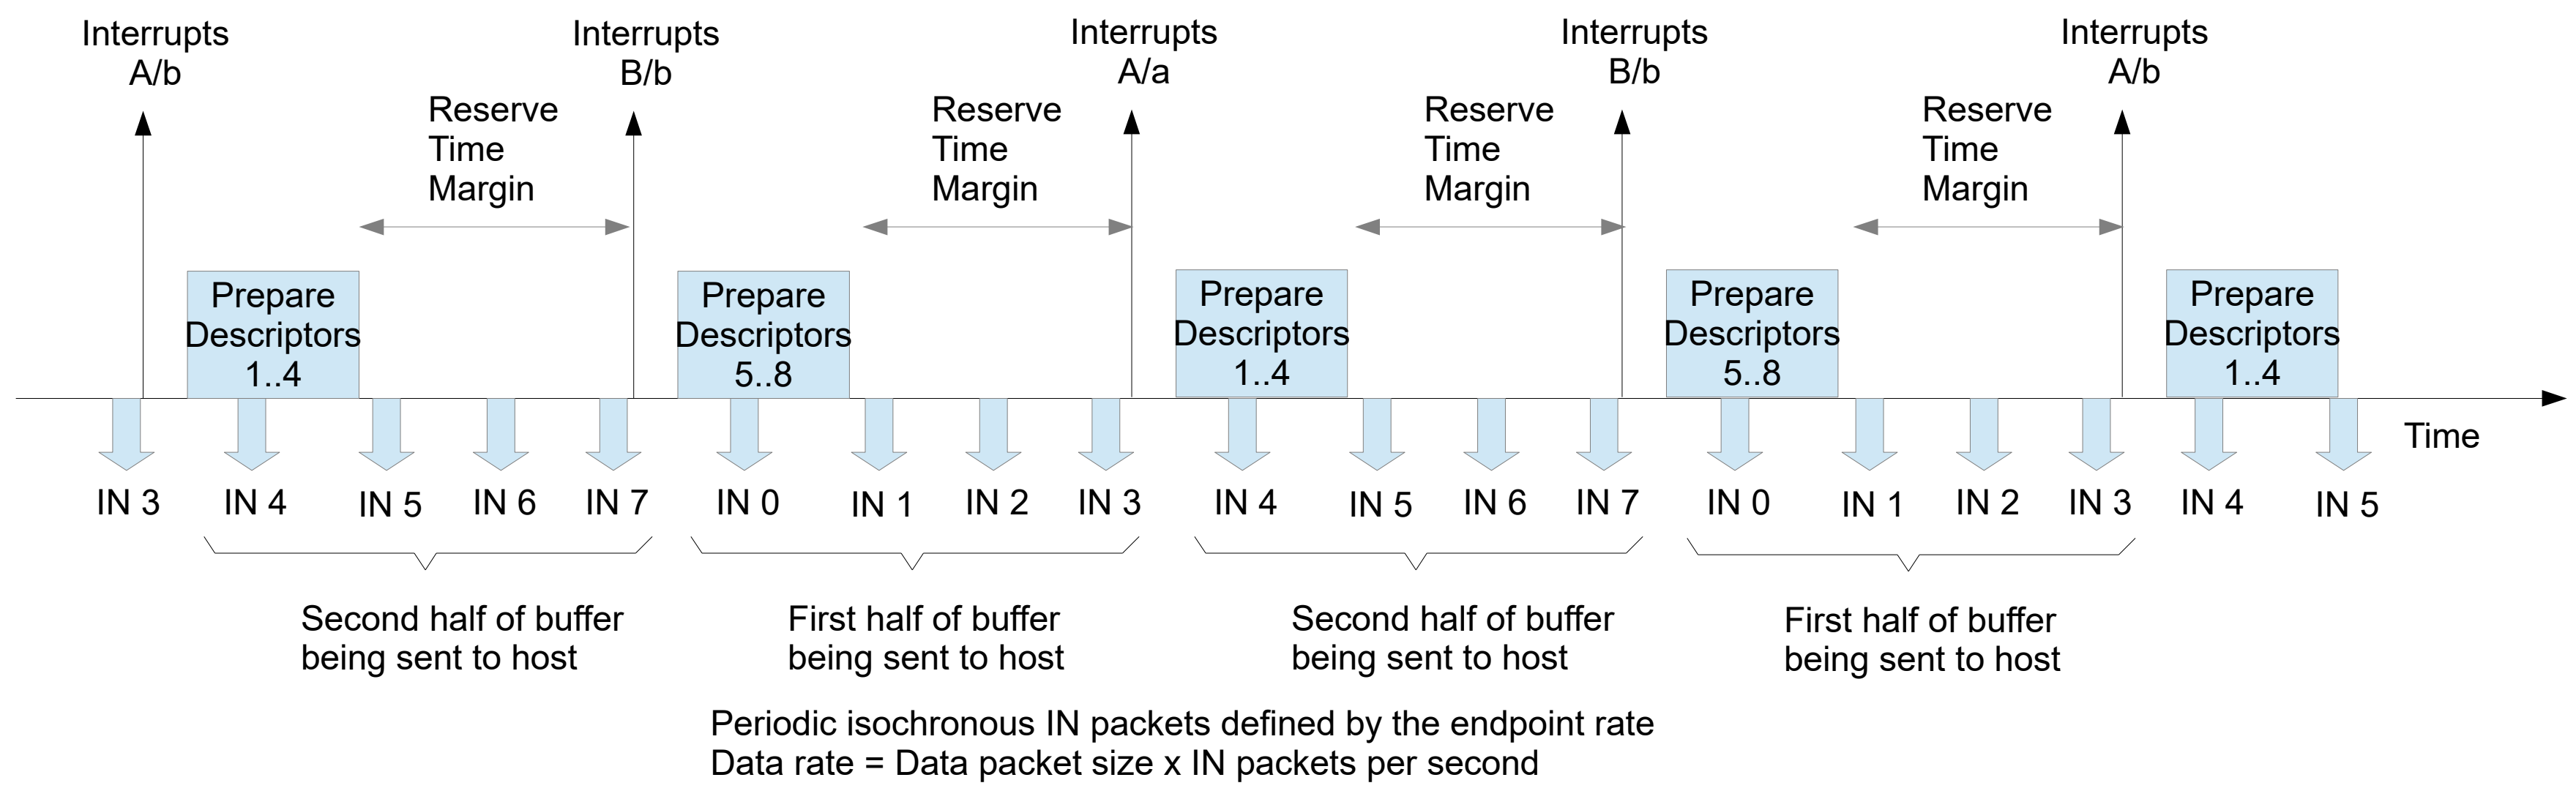 Interrupts
A/b
Interrupts
B/b
Interrupts
A/a
Interrupts
B/b
Interrupts
A/b
Reserve
Time
Margin
Reserve
Time
Margin
Reserve
Time
Margin
Reserve
Time
Margin
Prepare
Descriptors
1..4
Prepare
Descriptors
5..8
Prepare
Descriptors
1..4
Prepare
Descriptors
5..8
Prepare
Descriptors
1..4
Time
IN 3
IN 4
IN 5
IN 6
IN 7
IN 0
IN 1
IN 2
IN 3
IN 4
IN 5
IN 6
IN 7
IN 0
IN 1
IN 2
IN 3
IN 4
IN 5
Second half of buffer
being sent to host
First half of buffer
being sent to host
Second half of buffer
being sent to host
First half of buffer
being sent to host
Periodic isochronous IN packets defined by the endpoint rate
Data rate = Data packet size x IN packets per second